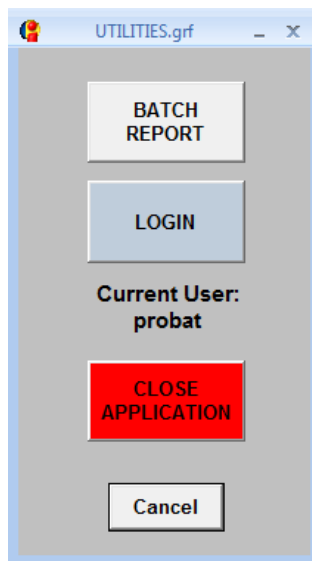 UTILITIES.grf
BATCH
REPORT
LOGIN
Current User:
probat
CLOSE
APPLICATION
Cancel